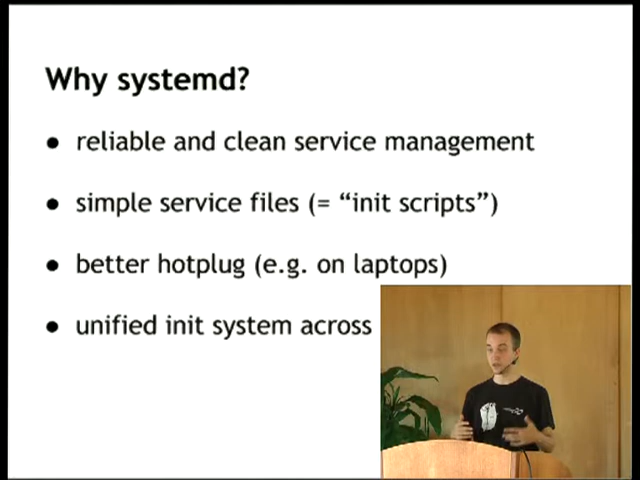 Why systemd?
• reliable and clean service management
• simple service files (= “init scripts”)
• better hotplug (e.g. on laptops)
• unified init system across